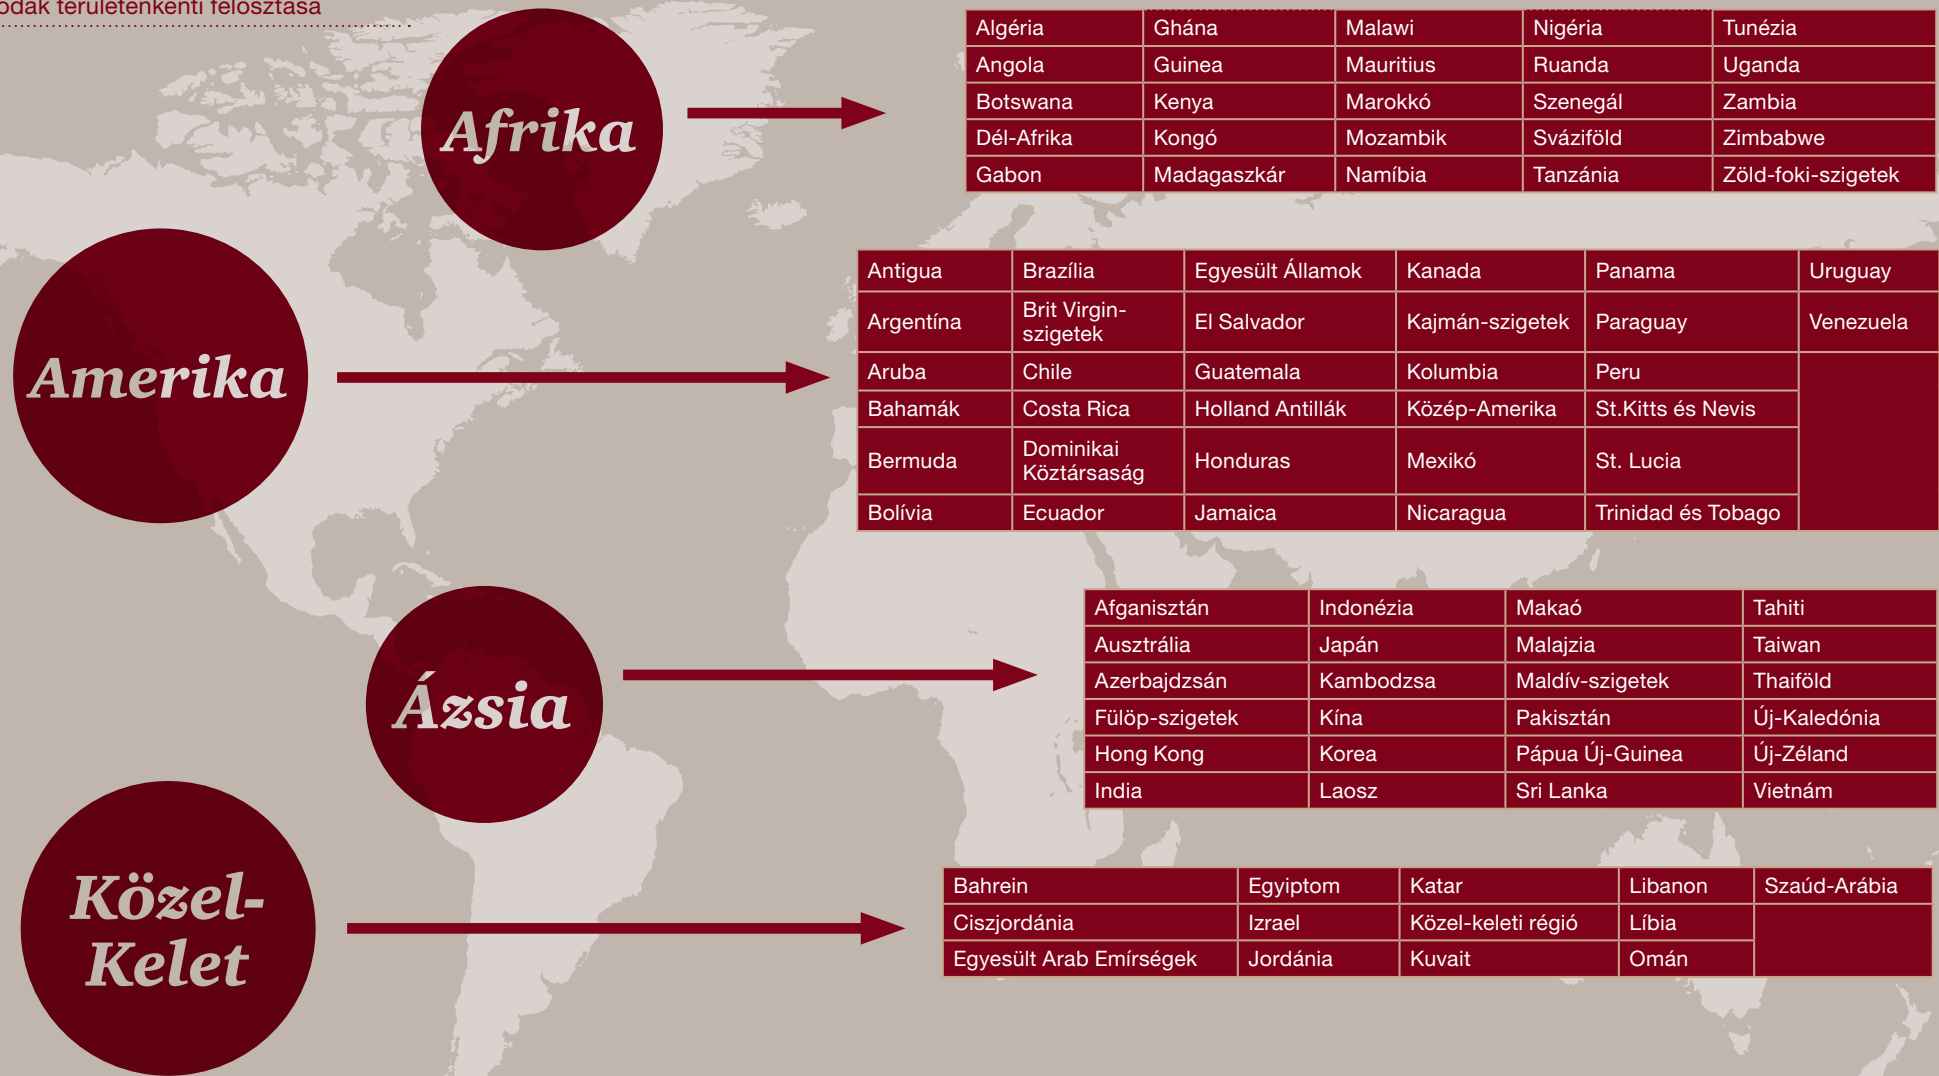 területenkénti felosztása
Afrika
Algéria Ghána Malawi Nigéria Tunézia
Angola Guinea Mauritius Ruanda Uganda
Botswana Kenya Marokkó Szenegál Zambia
Dél-Afrika Kongó Mozambik Szváziföld Zimbabwe
Gabon Madagaszkár Namíbia Tanzánia Zöld-foki-szigetek
Amerika
Antigua Brazília Egyesült Államok Kanada Panama Uruguay
Argentína Brit Virgin-
szigetek El Salvador Kajmán-szigetek Paraguay Venezuela
Aruba Chile Guatemala Kolumbia Peru
Bahamák Costa Rica Holland Antillák Közép-Amerika St.Kitts és Nevis
Bermuda Dominikai
Köztársaság Honduras Mexikó St. Lucia
Bolívia Ecuador Jamaica Nicaragua Trinidad és Tobago
Ázsia
Afganisztán Indonézia Makaó Tahiti
Ausztrália Japán Malajzia Taiwan
Azerbajdzsán Kambodzsa Maldív-szigetek Thaiföld
Fülöp-szigetek Kína Pakisztán Új-Kaledónia
Hong Kong Korea Pápua Új-Guinea Új-Zéland
India Laosz Sri Lanka Vietnám
Közel-
Kelet
Bahrein Egyiptom Katar Libanon Szaúd-Arábia
Ciszjordánia Izrael Közel-keleti régió Líbia
Egyesült Arab Emírségek Jordánia Kuvait Omán